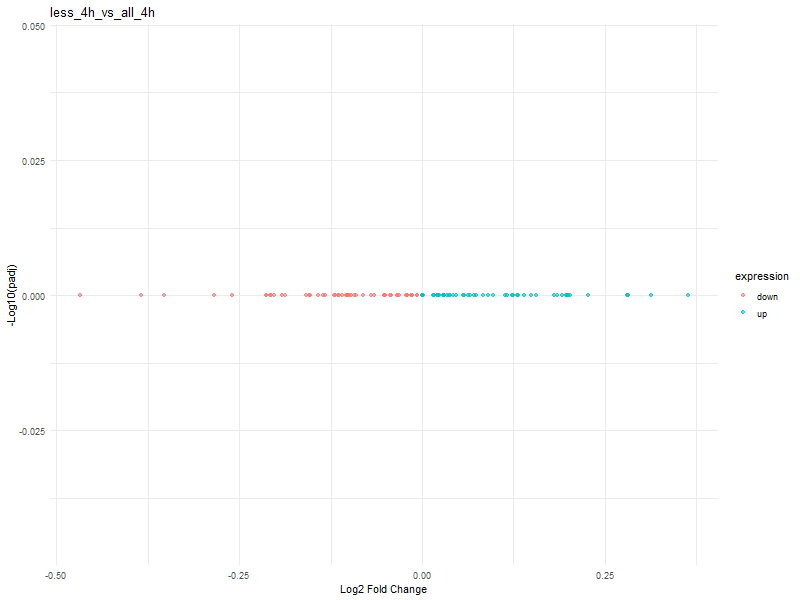 less_4h_vs_all_4h
0.050
0.025
0.000
-0.025
-Log10(padj)
-0.50
-0.25
0.00
0.25
Log2 Fold Change
expression
down
up